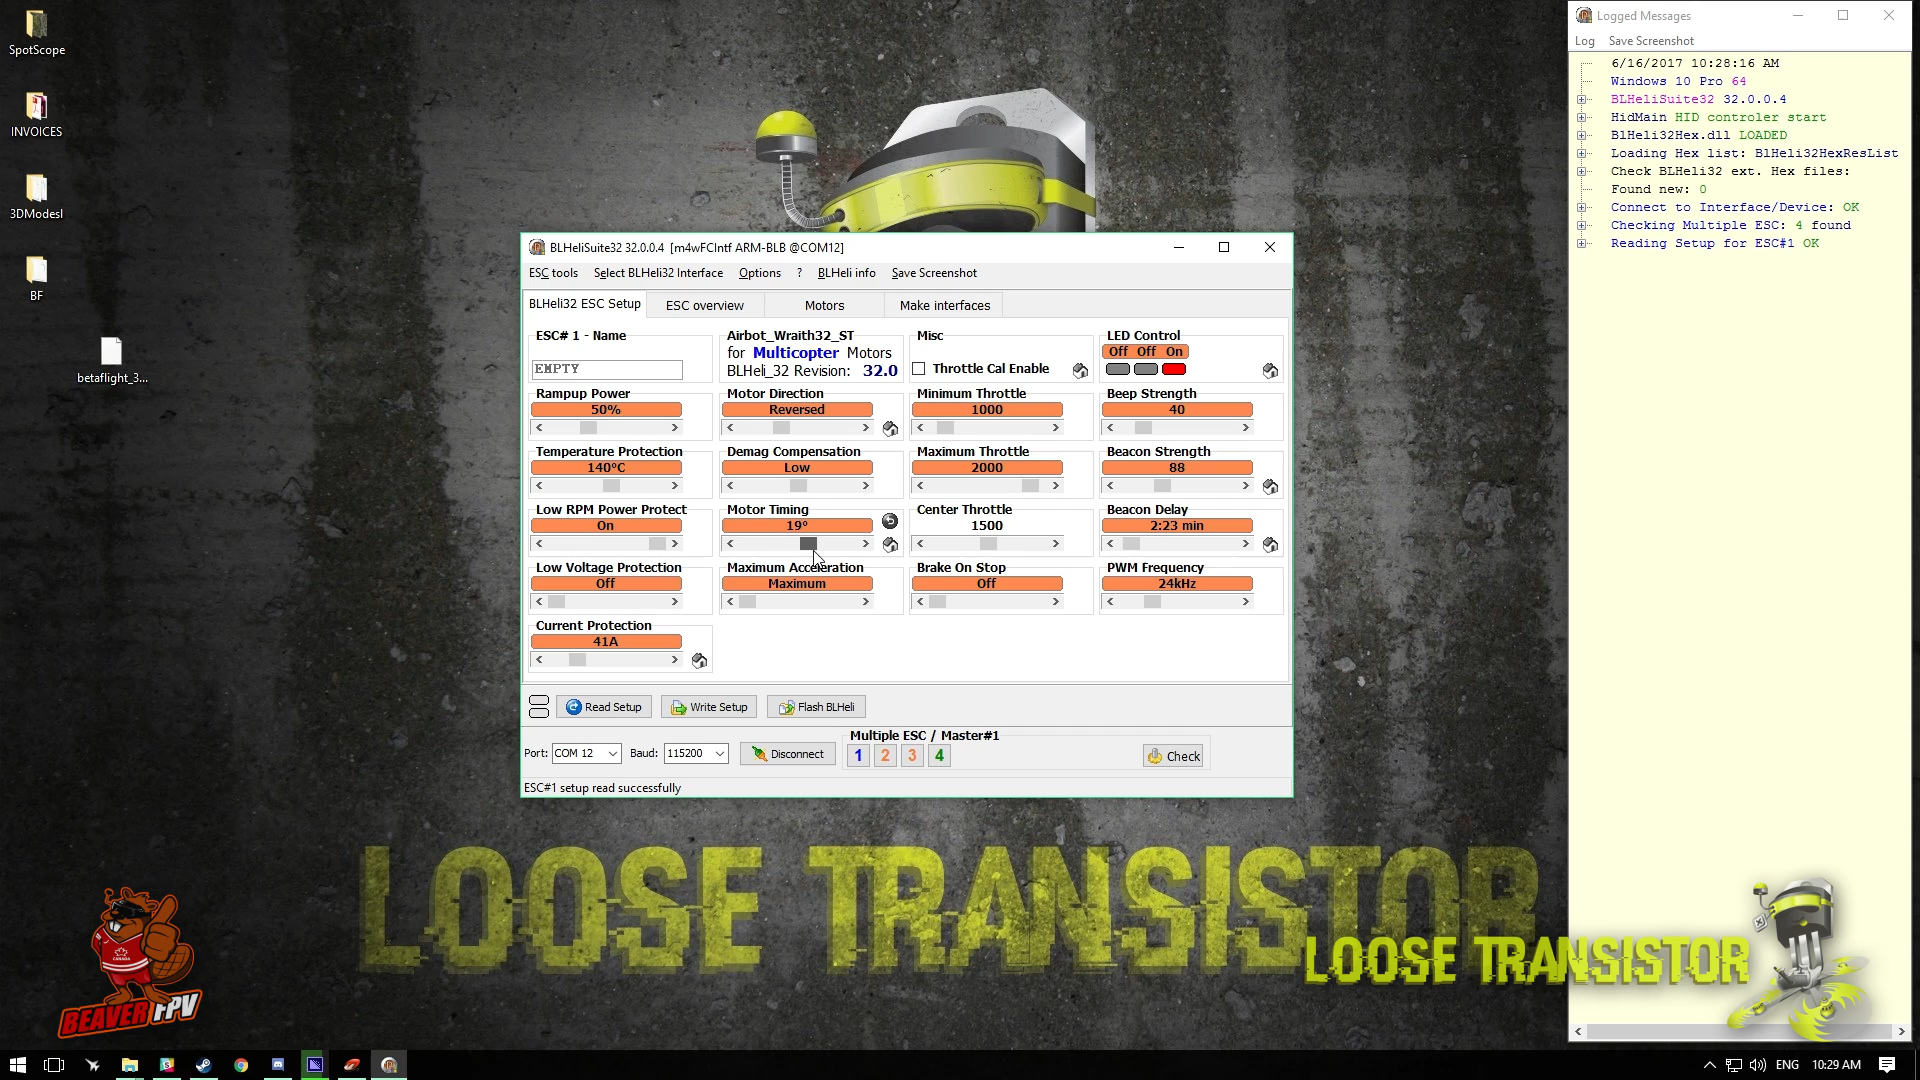 SpotScope
INVOICES
3DModesl
BF
betaflight_3...
Logged Messages
Log Save Screenshot
6/16/2017 10:28:16 AM
Windows 10 Pro 64
BLHeliSuite32 32.0.0.4
HidMain HID controler start
BlHeli32Hex.dll LOADED
Loading Hex list: BlHeli32HexResList
Check BLHeli32 ext. Hex files:
Found new: 0
Connect to Interface/Device: OK
Checking Multiple ESC: 4 found
Reading Setup for ESC#1 OK
BLHeliSuite32 32.0.0.4 [m4wFCIntf ARM-BLB @COM12]
ESC tools Select BLHeli32 Interface Options ? BLHeli info Save Screenshot
BLHeli32 ESC Setup ESC overview Motors Make interfaces
ESC# 1 - Name
EMPTY
Airbot_Wraith32_ST
for Multicopter Motors
BLHeli_32 Revision: 32.0
Misc
Throttle Cal Enable
LED Control
Off Off On
Rampup Power
50%
Motor Direction
Reversed
Minimum Throttle
1000
Beep Strength
40
Temperature Protection
140°C
Demag Compensation
Low
Maximum Throttle
2000
Beacon Strength
88
Low RPM Power Protect
On
Motor Timing
19°
Center Throttle
1500
Beacon Delay
2:23 min
Low Voltage Protection
Off
Maximum Acceleration
Maximum
Brake On Stop
Off
PWM Frequency
24kHz
Current Protection
41A
Read Setup Write Setup Flash BLHeli
Port: COM 12 Baud: 115200 Disconnect
Multiple ESC / Master#1
1 2 3 4 Check
ESC#1 setup read successfully
LOOSE TRANSISTOR
LOOSE TRANSISTOR
CANADA
BEAVER FPV
ENG 10:29 AM